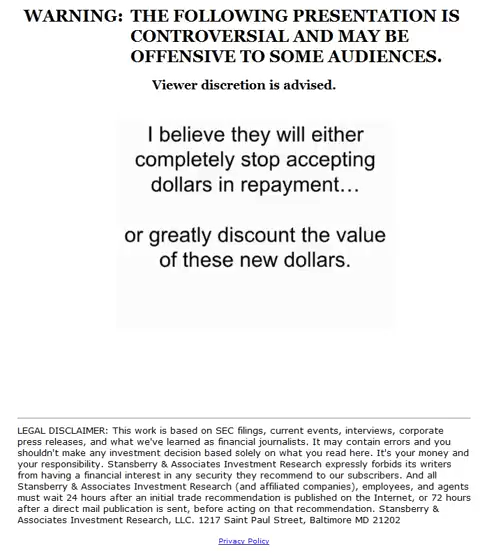 WARNING: THE FOLLOWING PRESENTATION IS
CONTROVERSIAL AND MAY BE
OFFENSIVE TO SOME AUDIENCES.
Viewer discretion is advised.
I believe they will either
completely stop accepting
dollars in repayment...
or greatly discount the value
of these new dollars.
LEGAL DISCLAIMER: This work is based on SEC filings, current events, interviews, corporate
press releases, and what we've learned as financial journalists. It may contain errors and you
shouldn't make any investment decision based solely on what you read here. It's your money and
your responsibility. Stansberry & Associates Investment Research expressly forbids its writers
from having a financial interest in any security they recommend to our subscribers. And all
Stansberry & Associates Investment Research (and affiliated companies), employees, and agents
must wait 24 hours after an initial trade recommendation is published on the Internet, or 72 hours
after a direct mail publication is sent, before acting on that recommendation. Stansberry &
Associates Investment Research, LLC. 1217 Saint Paul Street, Baltimore MD 21202
Privacy Policy